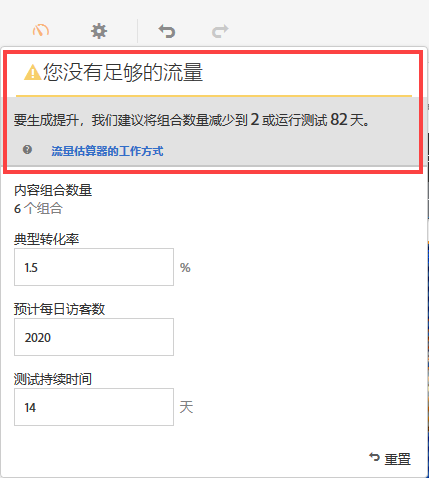 您没有足够的流量
要生成提升，我们建议将组合数量减少到 2 或运行测试 82 天。
流量估算器的工作方式
内容组合数量
6 个组合
典型转化率
1.5 %
预计每日访客数
2020
测试持续时间
14 天
重置